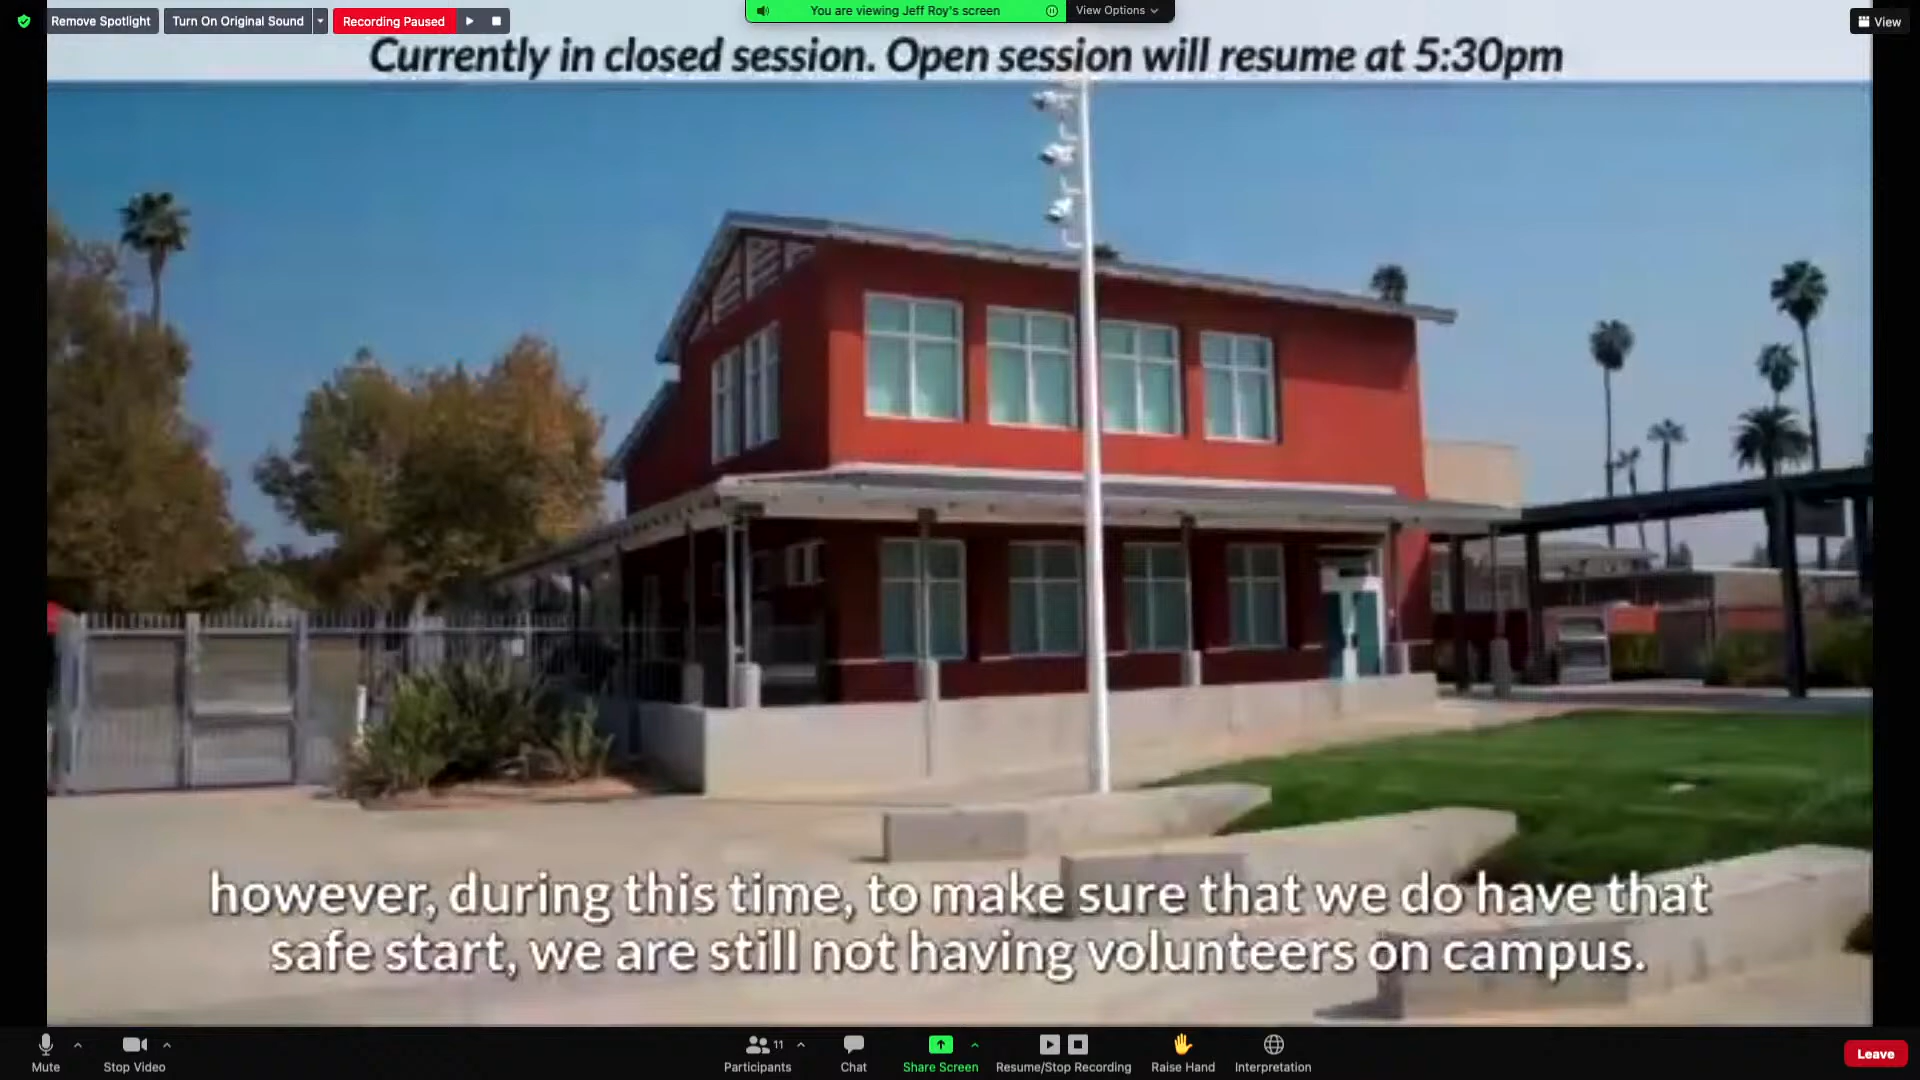 Remove Spotlight
Turn On Original Sound
Recording Paused
You are viewing Jeff Roy's screen
View Options
View
Currently in closed session. Open session will resume at 5:30pm
however, during this time, to make sure that we do have that
safe start, we are still not having volunteers on campus.
Mute
Stop Video
11
Participants
Chat
Share Screen
Resume/Stop Recording
Raise Hand
Interpretation
Leave